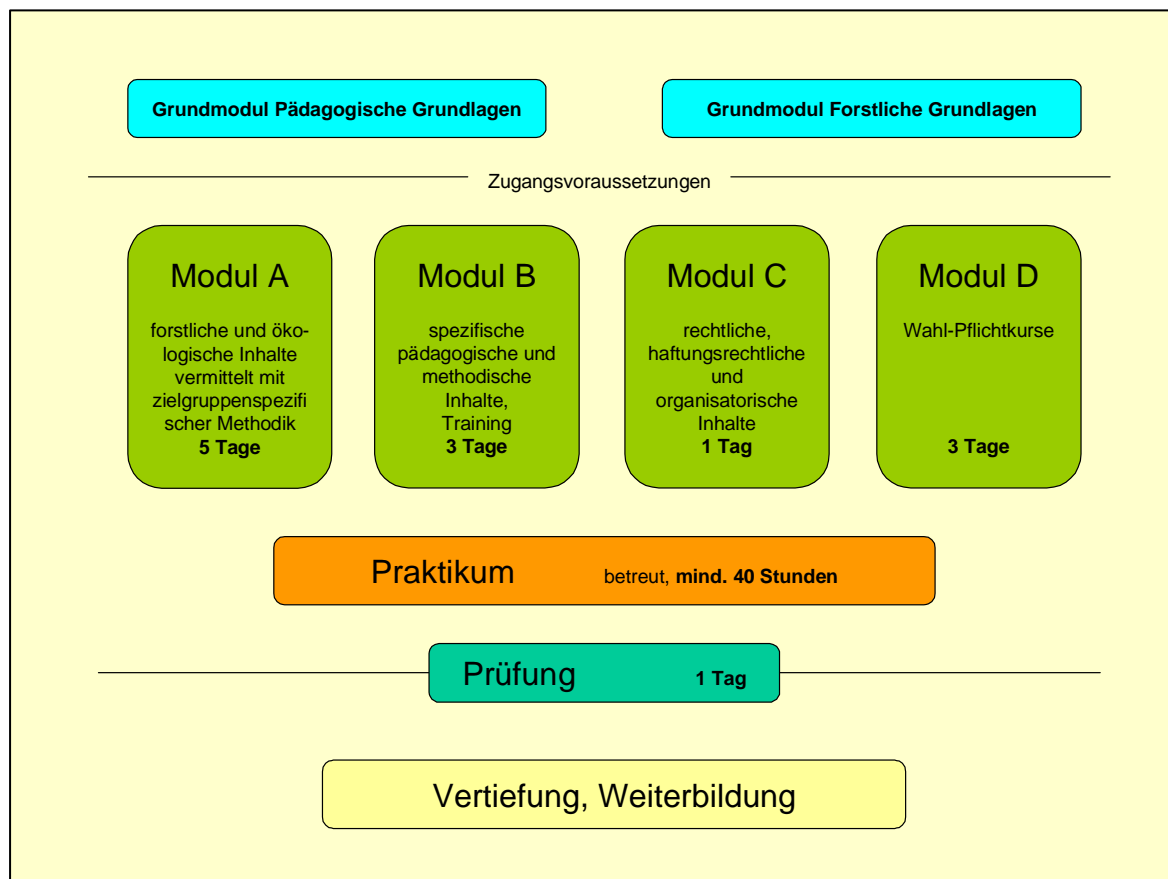 Grundmodul Pädagogische Grundlagen
Grundmodul Forstliche Grundlagen
Zugangsvoraussetzungen
Modul A
forstliche und öko-
logische Inhalte
vermittelt mit
zielgruppenspezifi
scher Methodik
5 Tage
Modul B
spezifische
pädagogische und
methodische
Inhalte,
Training
3 Tage
Modul C
rechtliche,
haftungsrechtliche
und
organisatorische
Inhalte
1 Tag
Modul D
Wahl-Pflichtkurse
3 Tage
Praktikum betreut, mind. 40 Stunden
Prüfung 1 Tag
Vertiefung, Weiterbildung